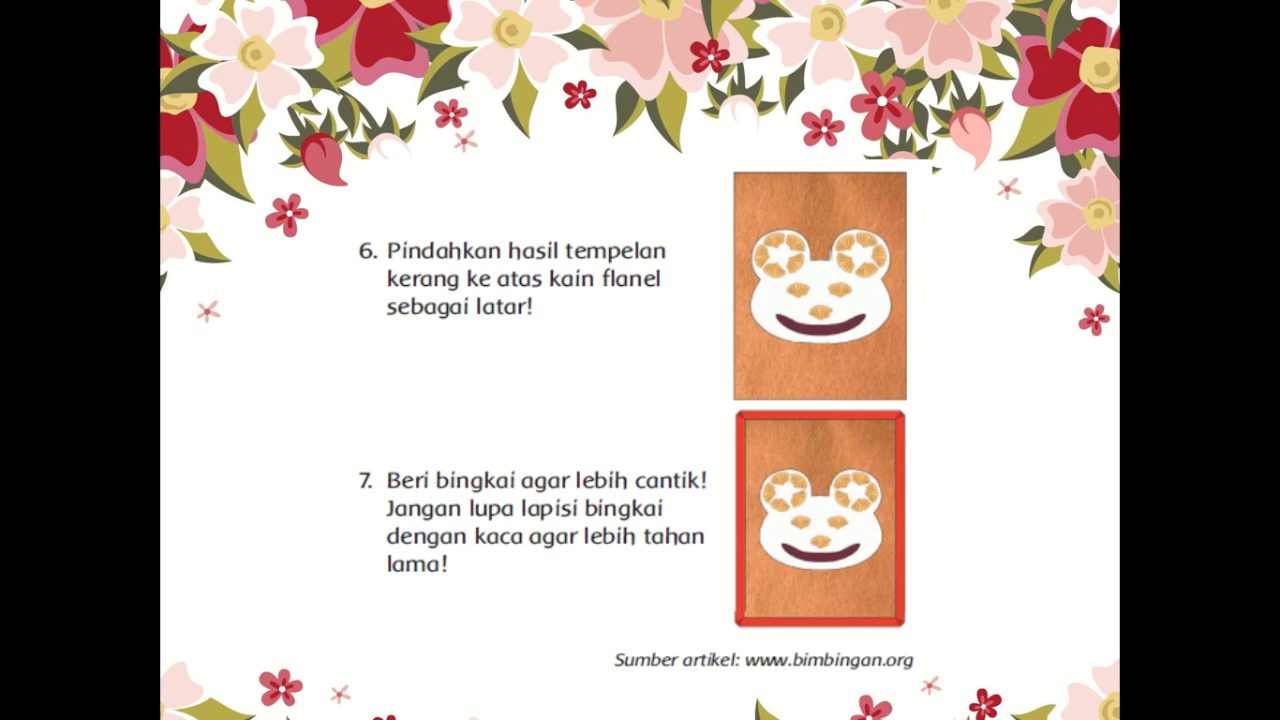 6. Pindahkan hasil tempelan
kerang ke atas kain flanel
sebagai latar!
7. Beri bingkai agar lebih cantik!
Jangan lupa lapisi bingkai
dengan kaca agar lebih tahan
lama!
Sumber artikel: www.bimbingan.org